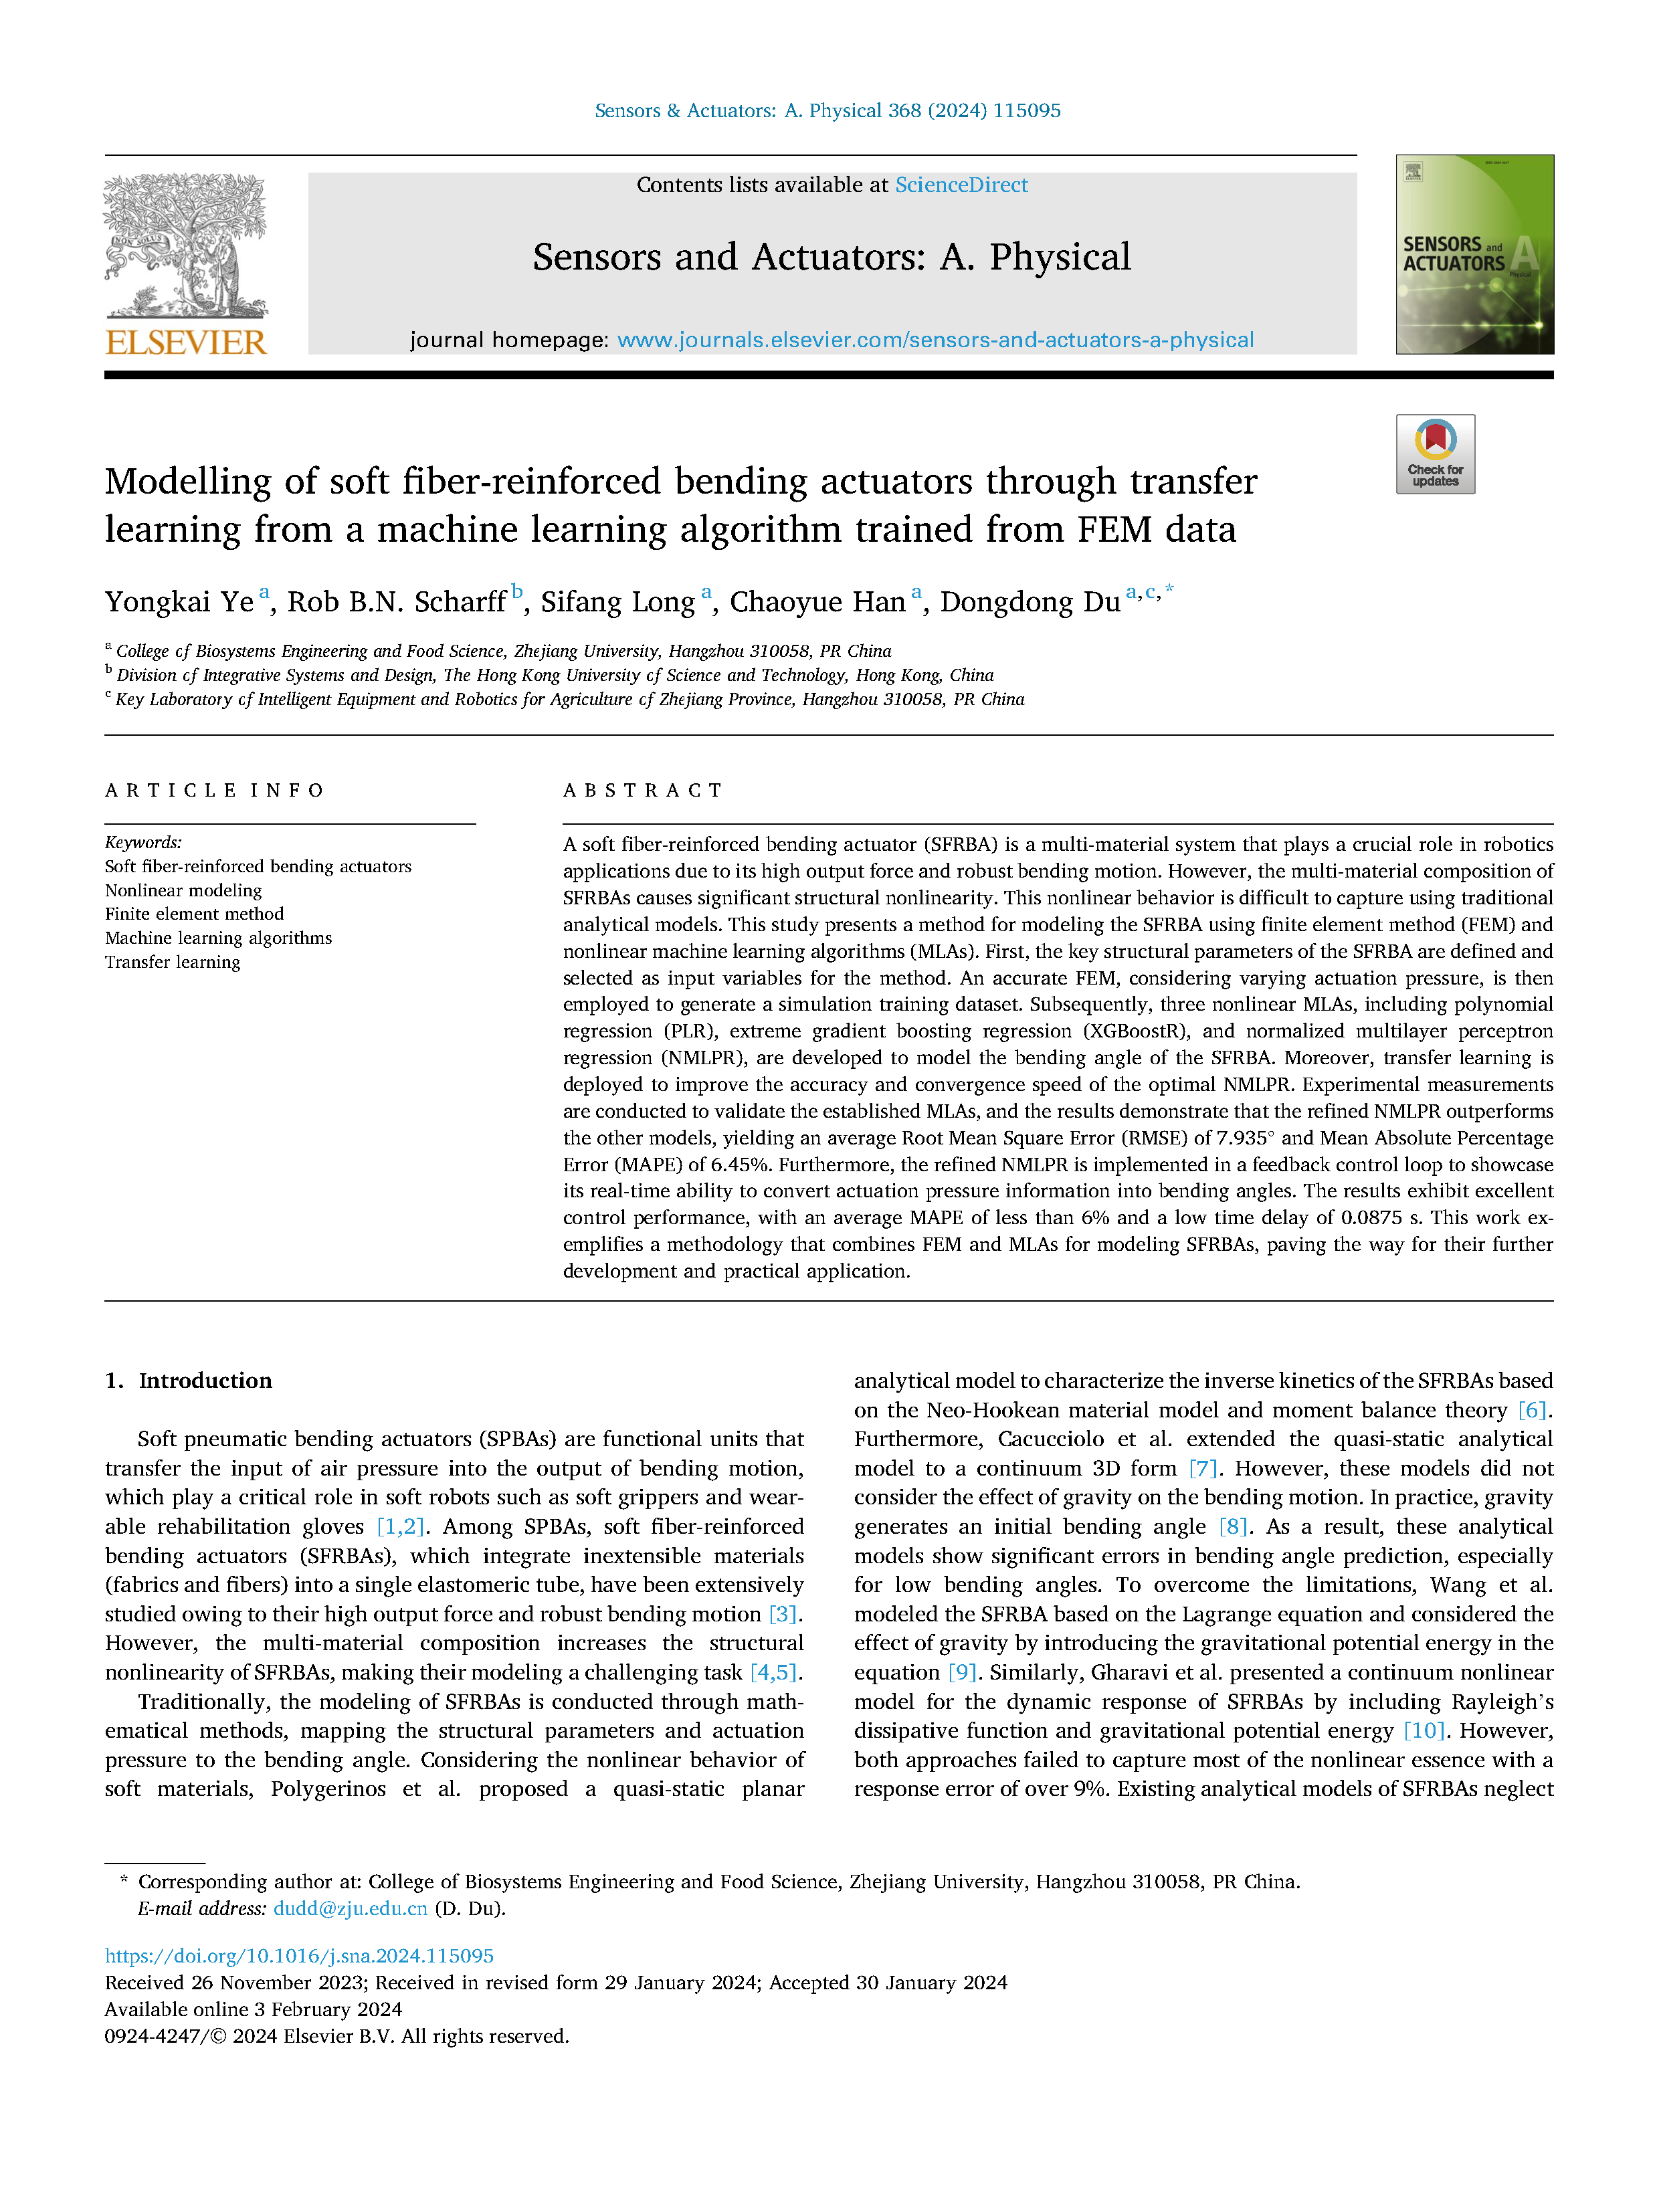 Sensors & Actuators: A. Physical 368 (2024) 115095
Contents lists available at ScienceDirect
Sensors and Actuators: A. Physical
journal homepage: www.journals.elsevier.com/sensors-and-actuators-a-physical
NON SOLUS
ELSEVIER
SENSORS and
ACTUATORS A
Physical
Check for
updates
Modelling of soft fiber-reinforced bending actuators through transfer
learning from a machine learning algorithm trained from FEM data
Yongkai Ye a, Rob B.N. Scharff b, Sifang Long a, Chaoyue Han a, Dongdong Du a,c,*
a College of Biosystems Engineering and Food Science, Zhejiang University, Hangzhou 310058, PR China
b Division of Integrative Systems and Design, The Hong Kong University of Science and Technology, Hong Kong, China
c Key Laboratory of Intelligent Equipment and Robotics for Agriculture of Zhejiang Province, Hangzhou 310058, PR China
ARTICLE INFO
Keywords:
Soft fiber-reinforced bending actuators
Nonlinear modeling
Finite element method
Machine learning algorithms
Transfer learning
ABSTRACT
A soft fiber-reinforced bending actuator (SFRBA) is a multi-material system that plays a crucial role in robotics
applications due to its high output force and robust bending motion. However, the multi-material composition of
SFRBAs causes significant structural nonlinearity. This nonlinear behavior is difficult to capture using traditional
analytical models. This study presents a method for modeling the SFRBA using finite element method (FEM) and
nonlinear machine learning algorithms (MLAs). First, the key structural parameters of the SFRBA are defined and
selected as input variables for the method. An accurate FEM, considering varying actuation pressure, is then
employed to generate a simulation training dataset. Subsequently, three nonlinear MLAs, including polynomial
regression (PLR), extreme gradient boosting regression (XGBoostR), and normalized multilayer perceptron
regression (NMLPR), are developed to model the bending angle of the SFRBA. Moreover, transfer learning is
deployed to improve the accuracy and convergence speed of the optimal NMLPR. Experimental measurements
are conducted to validate the established MLAs, and the results demonstrate that the refined NMLPR outperforms
the other models, yielding an average Root Mean Square Error (RMSE) of 7.935° and Mean Absolute Percentage
Error (MAPE) of 6.45%. Furthermore, the refined NMLPR is implemented in a feedback control loop to showcase
its real-time ability to convert actuation pressure information into bending angles. The results exhibit excellent
control performance, with an average MAPE of less than 6% and a low time delay of 0.0875 s. This work ex-
emplifies a methodology that combines FEM and MLAs for modeling SFRBAs, paving the way for their further
development and practical application.
1. Introduction
Soft pneumatic bending actuators (SPBAs) are functional units that
transfer the input of air pressure into the output of bending motion,
which play a critical role in soft robots such as soft grippers and wear-
able rehabilitation gloves [1,2]. Among SPBAs, soft fiber-reinforced
bending actuators (SFRBAs), which integrate inextensible materials
(fabrics and fibers) into a single elastomeric tube, have been extensively
studied owing to their high output force and robust bending motion [3].
However, the multi-material composition increases the structural
nonlinearity of SFRBAs, making their modeling a challenging task [4,5].
Traditionally, the modeling of SFRBAs is conducted through math-
ematical methods, mapping the structural parameters and actuation
pressure to the bending angle. Considering the nonlinear behavior of
soft materials, Polygerinos et al. proposed a quasi-static planar
analytical model to characterize the inverse kinetics of the SFRBAs based
on the Neo-Hookean material model and moment balance theory [6].
Furthermore, Cacucciolo et al. extended the quasi-static analytical
model to a continuum 3D form [7]. However, these models did not
consider the effect of gravity on the bending motion. In practice, gravity
generates an initial bending angle [8]. As a result, these analytical
models show significant errors in bending angle prediction, especially
for low bending angles. To overcome the limitations, Wang et al.
modeled the SFRBA based on the Lagrange equation and considered the
effect of gravity by introducing the gravitational potential energy in the
equation [9]. Similarly, Gharavi et al. presented a continuum nonlinear
model for the dynamic response of SFRBAs by including Rayleigh's
dissipative function and gravitational potential energy [10]. However,
both approaches failed to capture most of the nonlinear essence with a
response error of over 9%. Existing analytical models of SFRBAs neglect
* Corresponding author at: College of Biosystems Engineering and Food Science, Zhejiang University, Hangzhou 310058, PR China.
E-mail address: dudd@zju.edu.cn (D. Du).
https://doi.org/10.1016/j.sna.2024.115095
Received 26 November 2023; Received in revised form 29 January 2024; Accepted 30 January 2024
Available online 3 February 2024
0924-4247/© 2024 Elsevier B.V. All rights reserved.